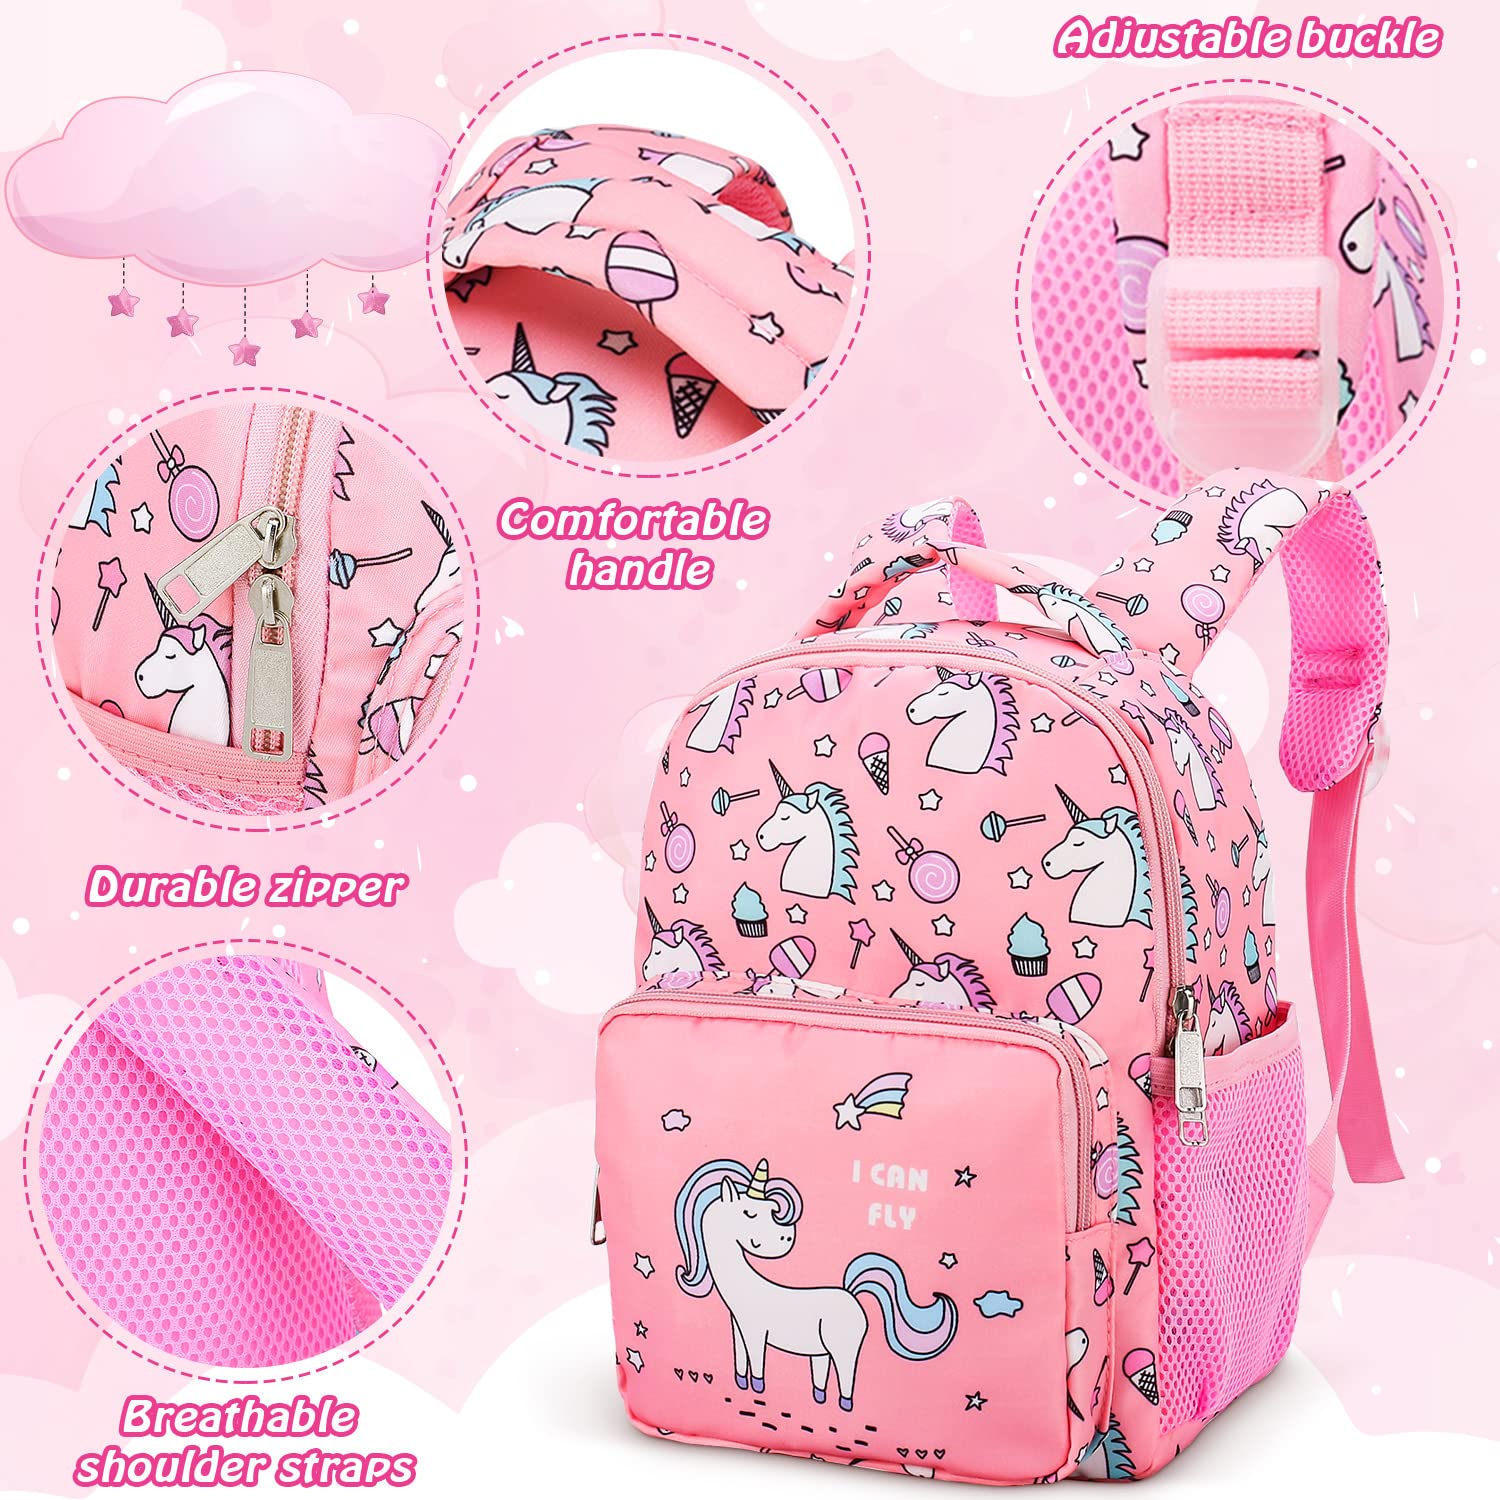 Adjustable buckle
Comfortable
handle
Durable zipper
I CAN
FLY
Breathable
shoulder straps